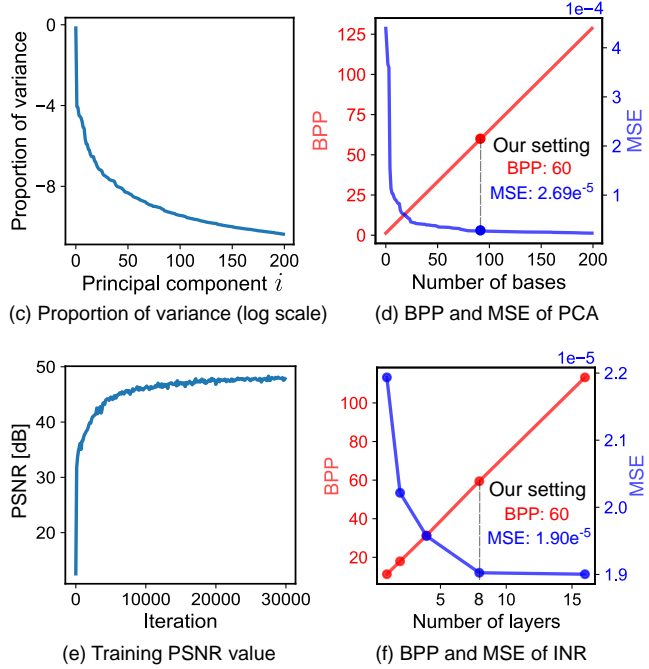 0
−4
−8
Proportion of variance
0 50 100 150 200
Principal component i
(c) Proportion of variance (log scale)
1e-4
125
100
75
50
25
0
BPP
4
3
2
1
MSE
Our setting
BPP: 60
MSE: 2.69e-5
0 50 100 150 200
Number of bases
(d) BPP and MSE of PCA
50
40
30
20
PSNR [dB]
0 10000 20000 30000
Iteration
(e) Training PSNR value
1e-5
100
80
60
40
20
BPP
2.2
2.1
2.0
1.9
MSE
Our setting
BPP: 60
MSE: 1.90e-5
5 8 10 15
Number of layers
(f) BPP and MSE of INR